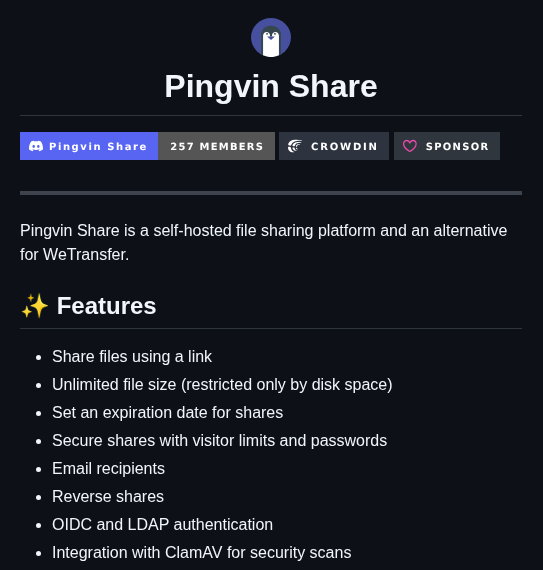 Pingvin Share
Pingvin Share 257 MEMBERS CROWDIN SPONSOR
Pingvin Share is a self-hosted file sharing platform and an alternative
for WeTransfer.
✨ Features
• Share files using a link
• Unlimited file size (restricted only by disk space)
• Set an expiration date for shares
• Secure shares with visitor limits and passwords
• Email recipients
• Reverse shares
• OIDC and LDAP authentication
• Integration with ClamAV for security scans